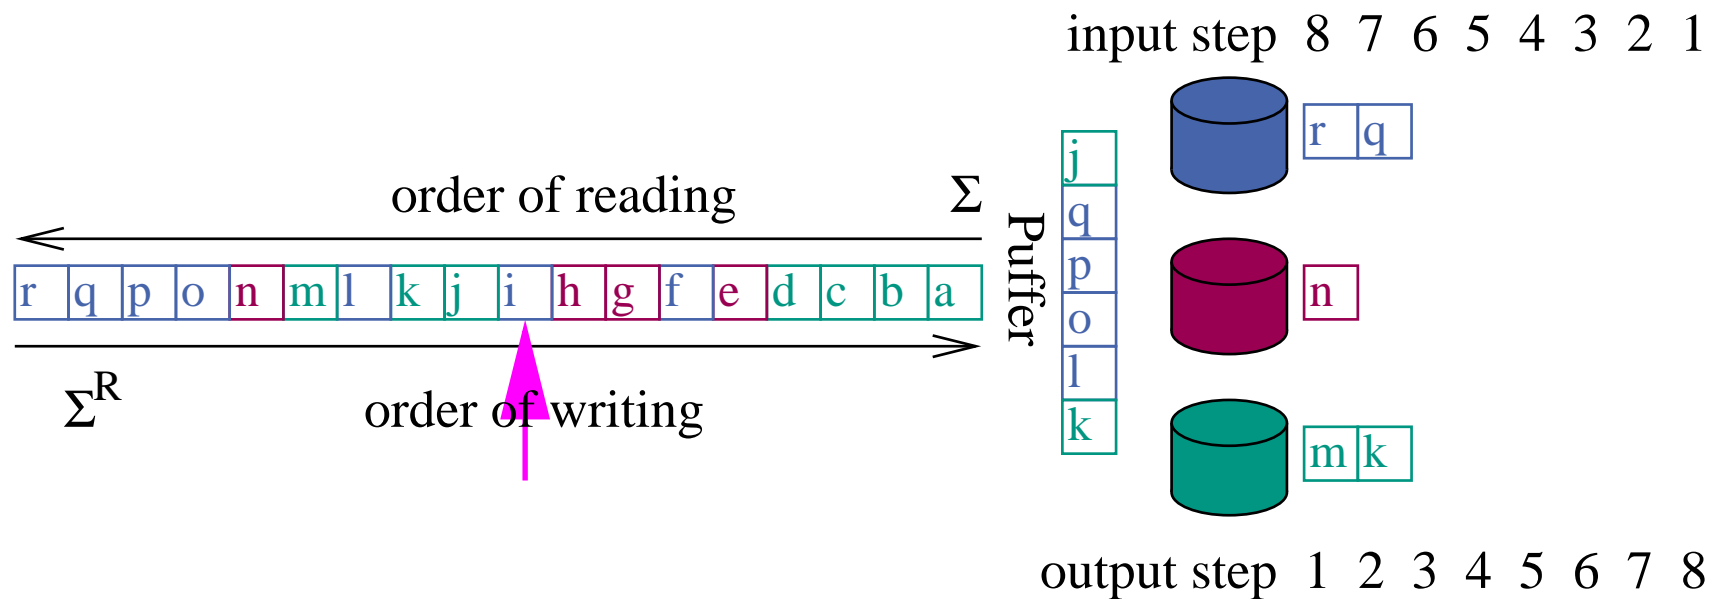 input step 8 7 6 5 4 3 2 1
r q
j
order of reading Σ
q
p
o
l
k
Puffer
r q p o n m l k j i h g f e d c b a
n
Σ^R
order of writing
m k
output step 1 2 3 4 5 6 7 8